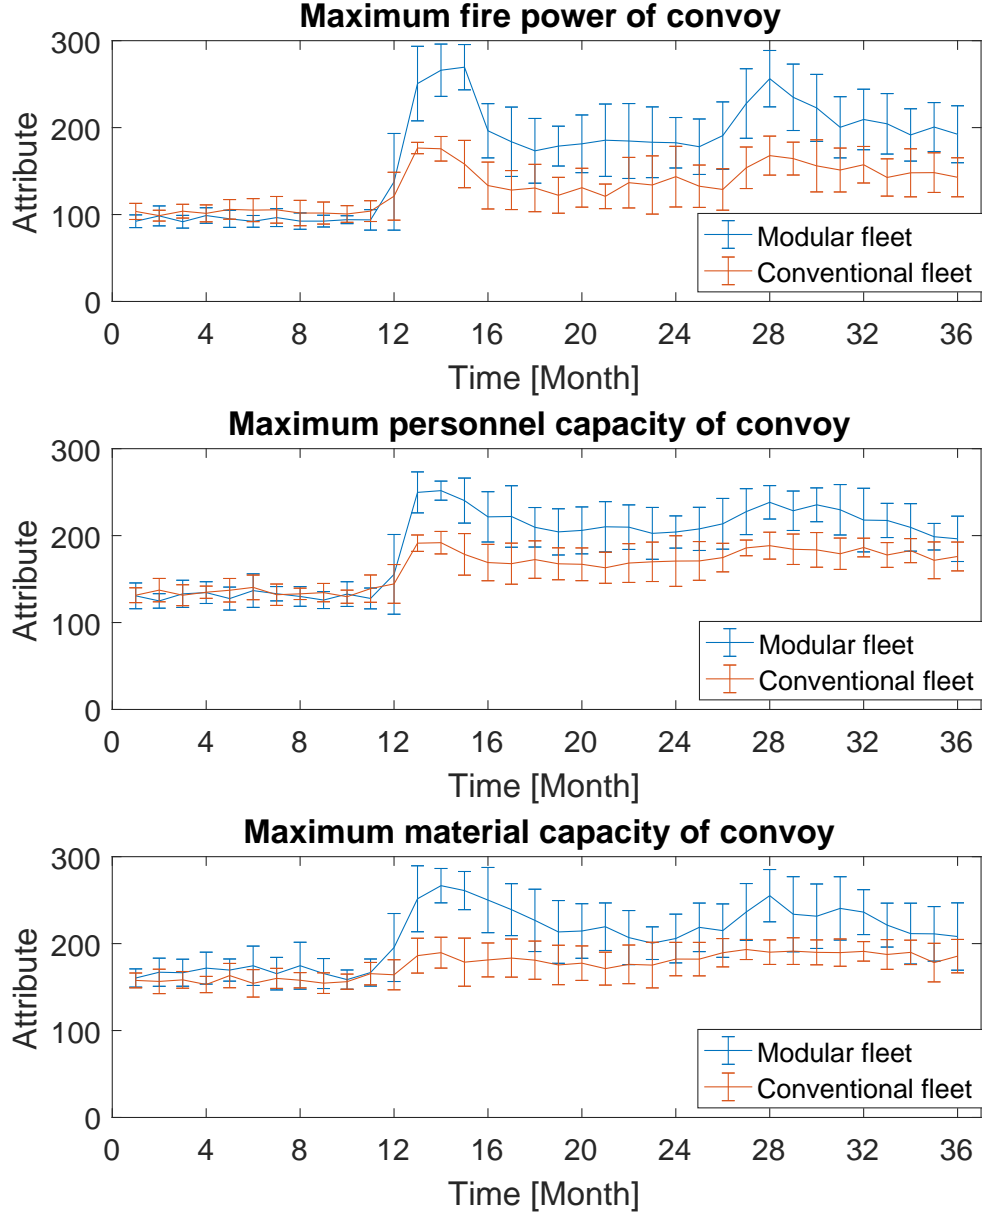 Maximum fire power of convoy
300
200
100
0
Attribute
Modular fleet
Conventional fleet
0 4 8 12 16 20 24 28 32 36
Time [Month]
Maximum personnel capacity of convoy
300
200
100
0
Attribute
Modular fleet
Conventional fleet
0 4 8 12 16 20 24 28 32 36
Time [Month]
Maximum material capacity of convoy
300
200
100
0
Attribute
Modular fleet
Conventional fleet
0 4 8 12 16 20 24 28 32 36
Time [Month]